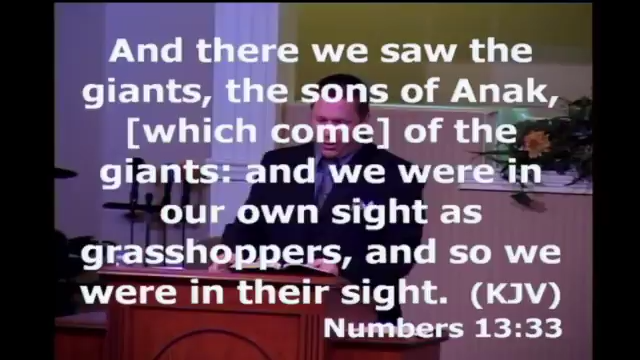 And there we saw the
giants, the sons of Anak,
[which come] of the
giants: and we were in
our own sight as
grasshoppers, and so we
were in their sight. (KJV)
Numbers 13:33